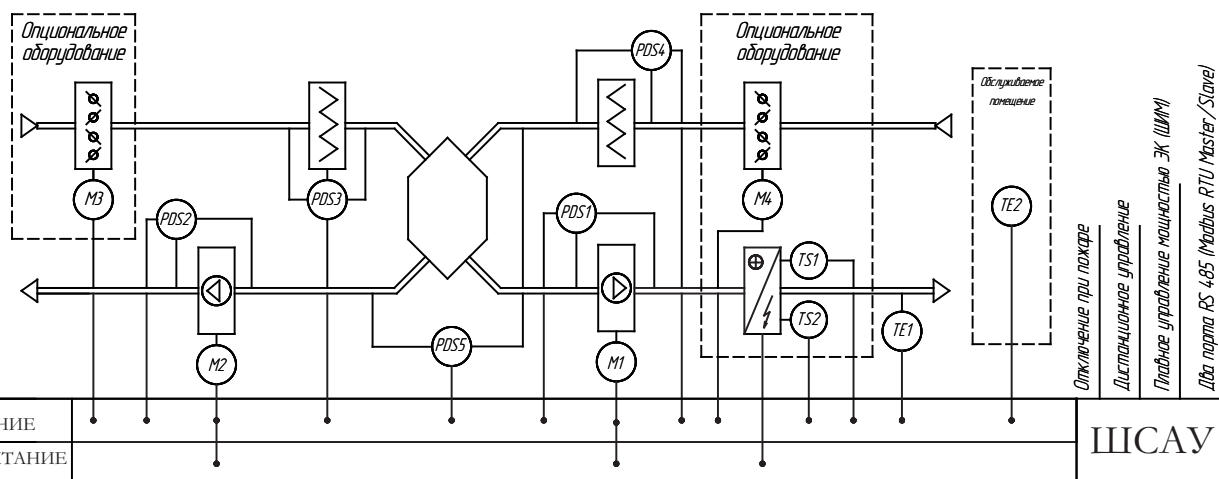 Опциональное
оборудование
Опциональное
оборудование
PDS4
Обслуживаемое
помещение
M3
PDS3
M4
TE2
PDS2
PDS1
TS1
TS2
TE1
PDS5
M2
M1
Отключение при пожаре
Дистанционное управление
Плавное управление мощностью ЭК (ШИМ)
Два порта RS 485 (Modbus RTU Master/Slave)
НИЕ
ТАНИЕ
ШСАУ